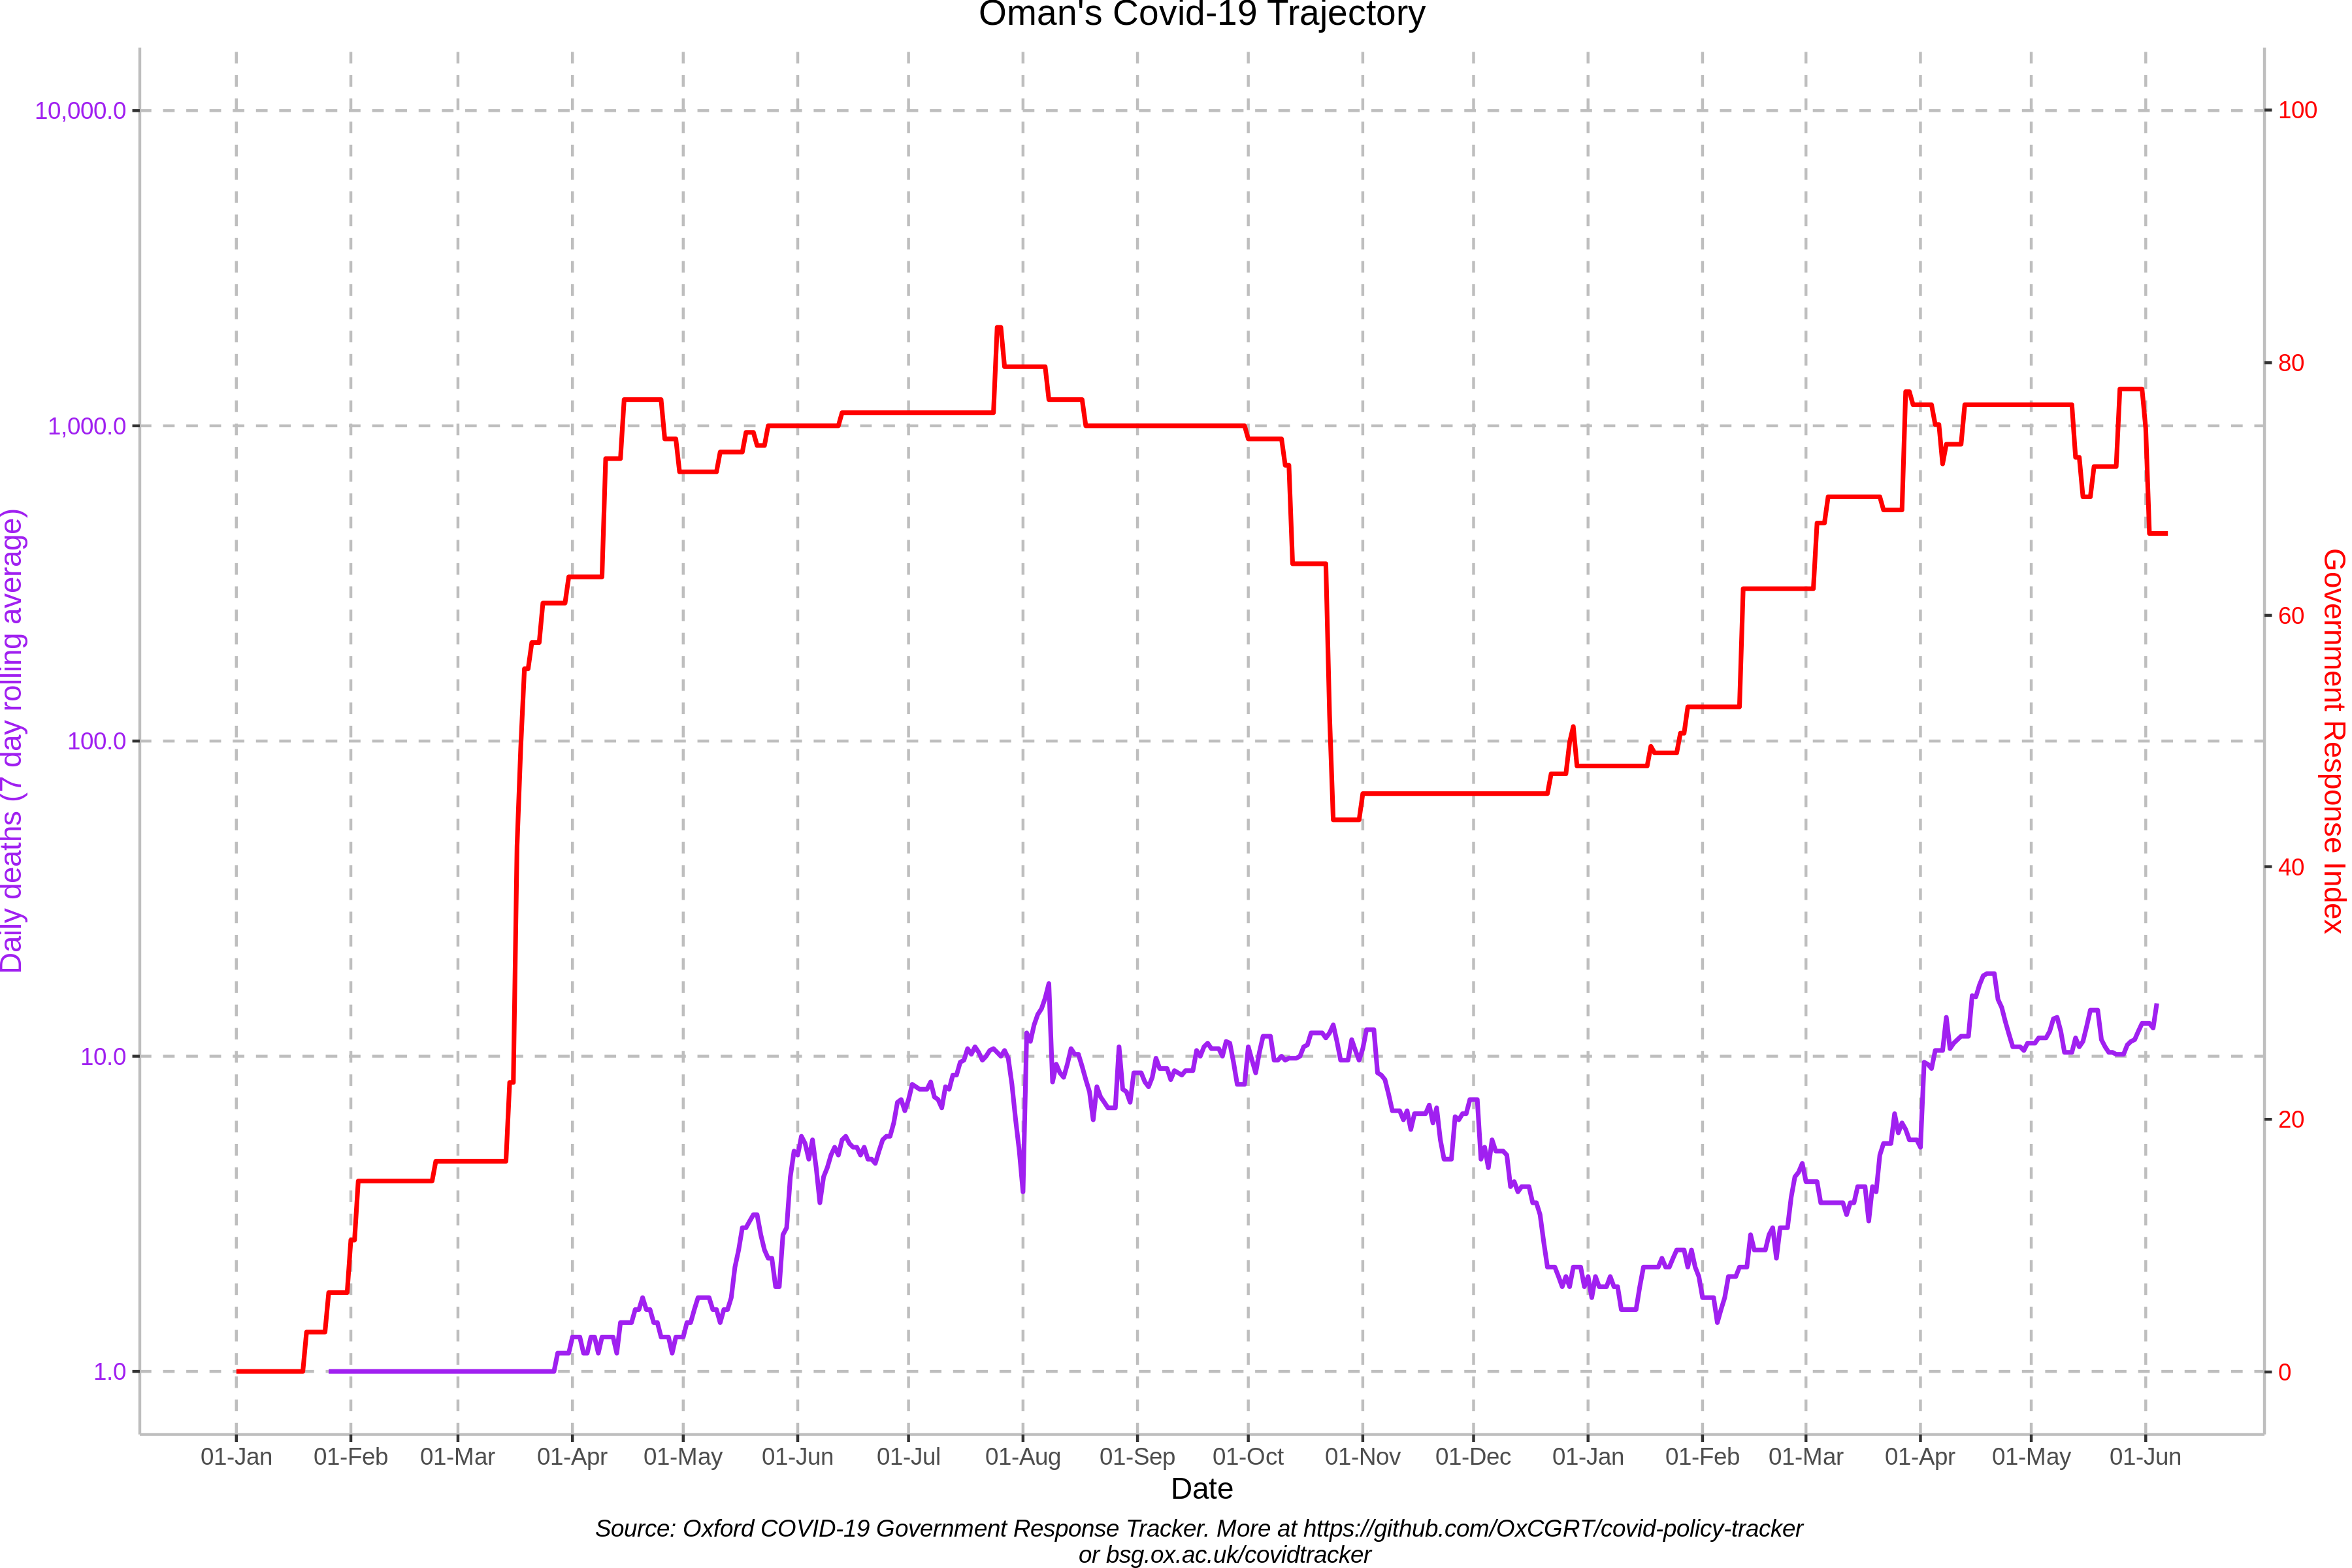 Oman's Covid-19 Trajectory
10,000.0
1,000.0
100.0
10.0
1.0
Daily deaths (7 day rolling average)
100
80
60
40
20
0
Government Response Index
01-Jan 01-Feb 01-Mar 01-Apr 01-May 01-Jun 01-Jul 01-Aug 01-Sep 01-Oct 01-Nov 01-Dec 01-Jan 01-Feb 01-Mar 01-Apr 01-May 01-Jun
Date
Source: Oxford COVID-19 Government Response Tracker. More at https://github.com/OxCGRT/covid-policy-tracker
or bsg.ox.ac.uk/covidtracker